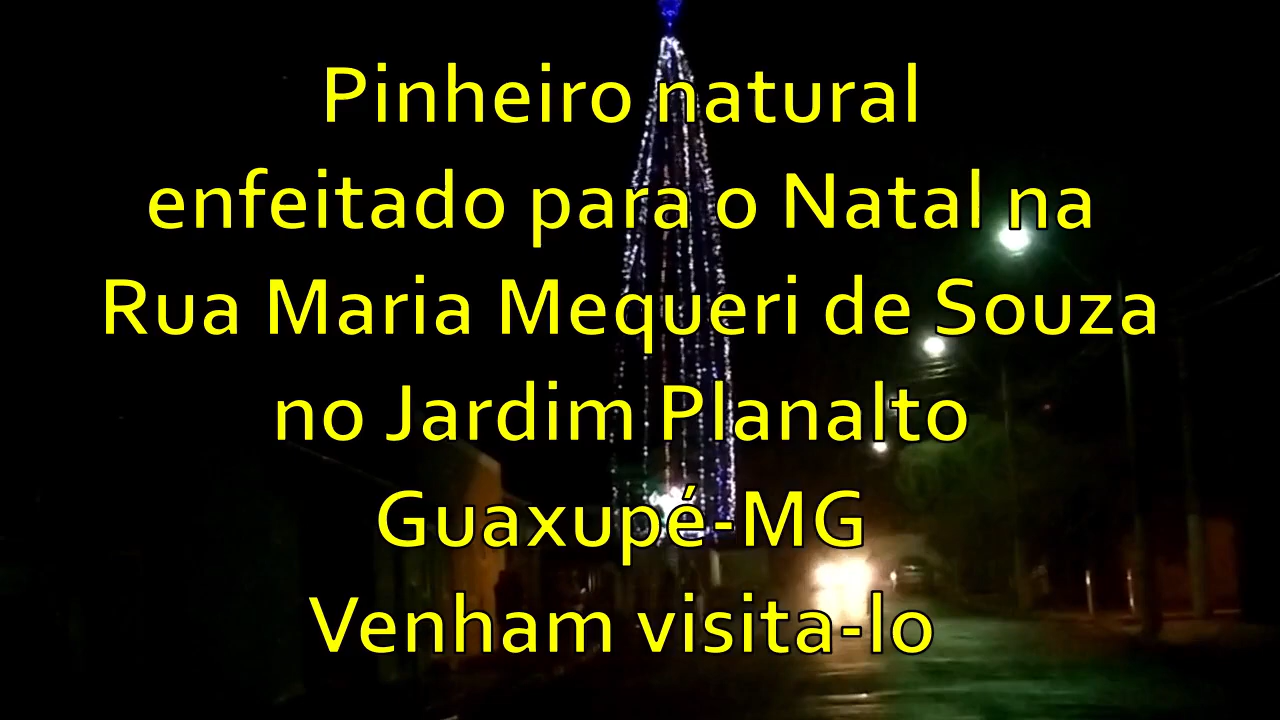 Pinheiro natural
enfeitado para o Natal na
Rua Maria Mequeri de Souza
no Jardim Planalto
Guaxupé-MG
Venham visita-lo